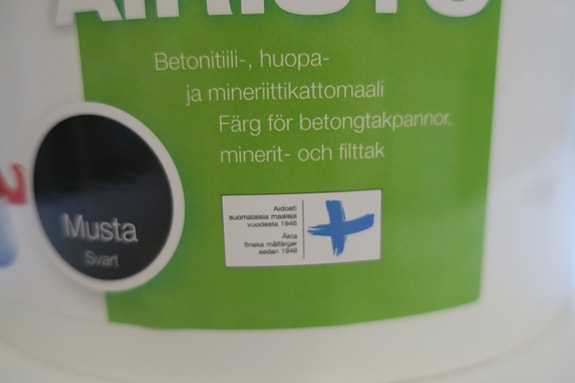 Betonitiili-, huopa-
ja mineriittikattomaali
Färg för betongtakpannor,
minerit- och filttak
Musta
Svart
Aidosti
suomalaisia maaleja
vuodesta 1946
Äkta
finska målfärger
sedan 1946